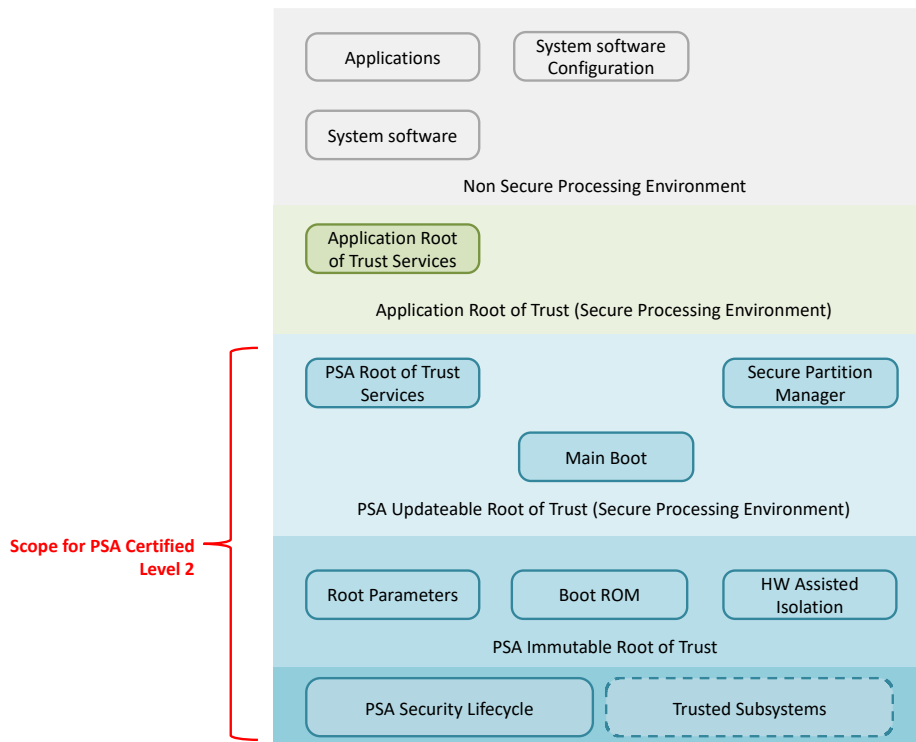 Applications
System software
Configuration
System software
Non Secure Processing Environment
Application Root
of Trust Services
Application Root of Trust (Secure Processing Environment)
PSA Root of Trust
Services
Secure Partition
Manager
Main Boot
PSA Updateable Root of Trust (Secure Processing Environment)
Scope for PSA Certified
Level 2
Root Parameters
Boot ROM
HW Assisted
Isolation
PSA Immutable Root of Trust
PSA Security Lifecycle
Trusted Subsystems